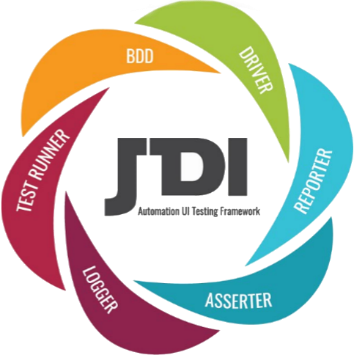 BDD
DRIVER
REPORTER
ASSERTER
LOGGER
TEST RUNNER
JDI
Automation UI Testing Framework